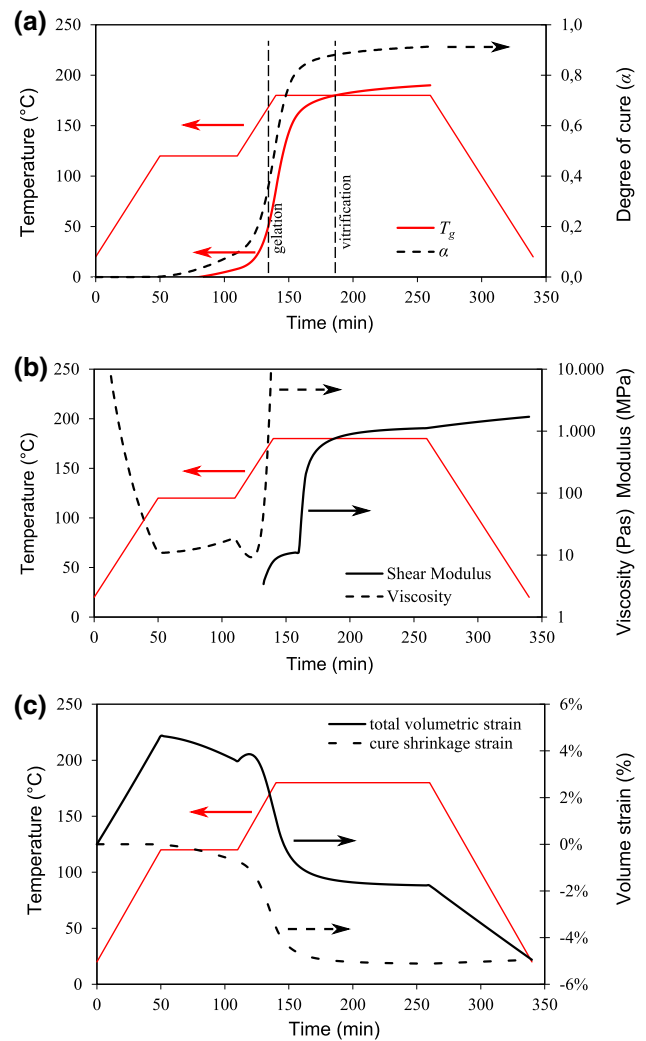 (a)
250
200
150
100
50
0
Temperature (°C)
1,0
0,8
0,6
0,4
0,2
0,0
Degree of cure (α)
gelation
vitrification
Tg
α
0 50 100 150 200 250 300 350
Time (min)
(b)
250
200
150
100
50
0
Temperature (°C)
10.000
1.000
100
10
1
Viscosity (Pas) Modulus (MPa)
Shear Modulus
Viscosity
0 50 100 150 200 250 300 350
Time (min)
(c)
250
200
150
100
50
0
Temperature (°C)
6%
4%
2%
0%
-2%
-4%
-6%
Volume strain (%)
total volumetric strain
cure shrinkage strain
0 50 100 150 200 250 300 350
Time (min)